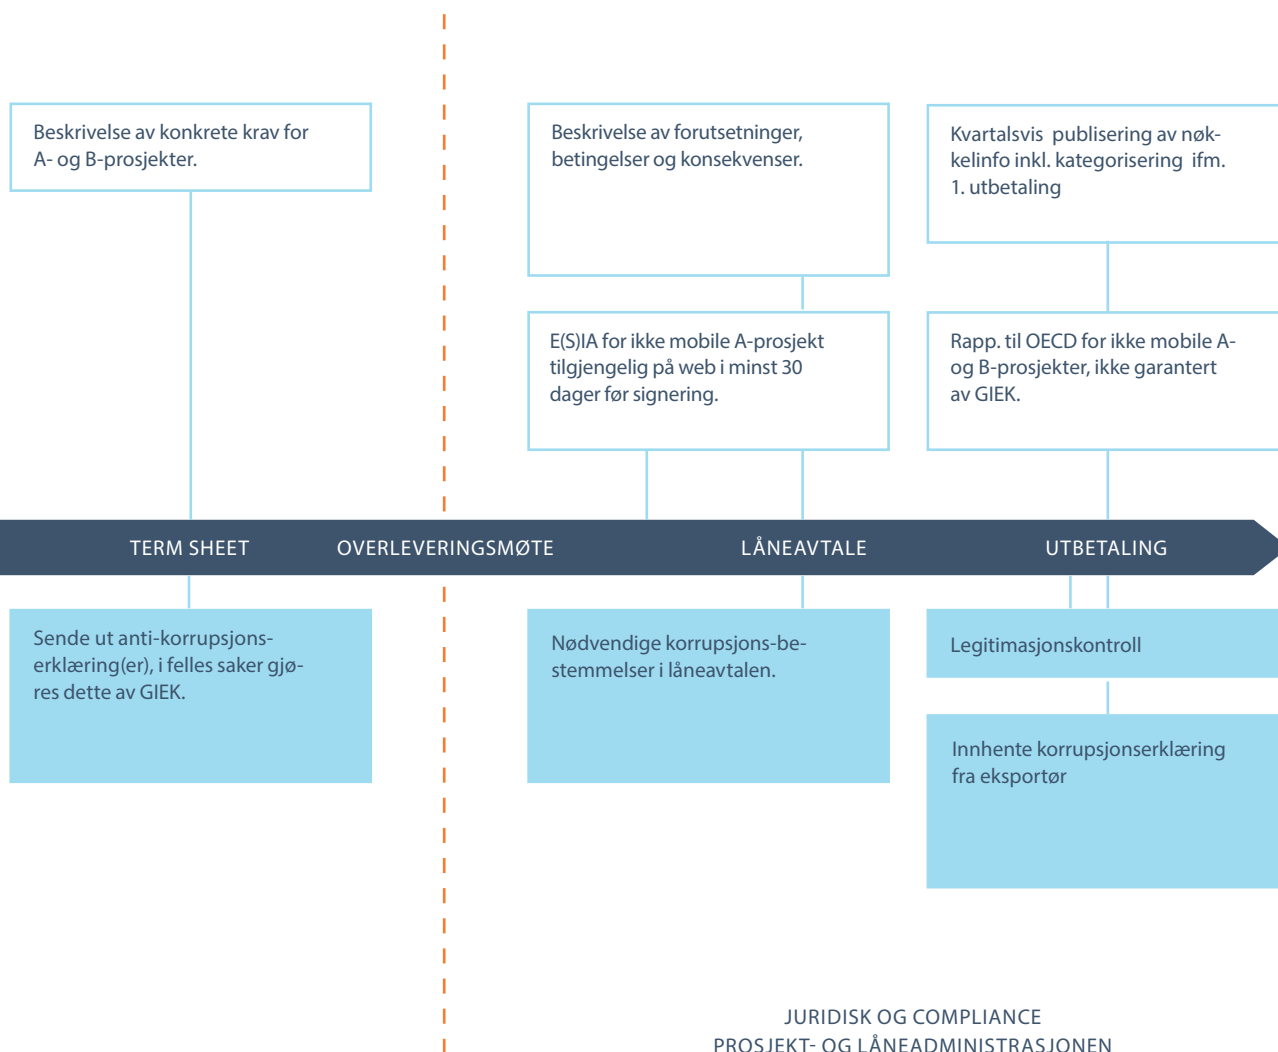 Beskrivelse av konkrete krav for
A- og B-prosjekter.
Beskrivelse av forutsetninger,
betingelser og konsekvenser.
Kvartalsvis publisering av nøk-
kelinfo inkl. kategorisering ifm.
1. utbetaling
E(S)IA for ikke mobile A-prosjekt
tilgjengelig på web i minst 30
dager før signering.
Rapp. til OECD for ikke mobile A-
og B-prosjekter, ikke garantert
av GIEK.
TERM SHEET
OVERLEVERINGSMØTE
LÅNEAVTALE
UTBETALING
Sende ut anti-korrupsjons-
erklæring(er), i felles saker gjø-
res dette av GIEK.
Nødvendige korrupsjons-be-
stemmelser i låneavtalen.
Legitimasjonskontroll
Innhente korrupsjonserklæring
fra eksportør
JURIDISK OG COMPLIANCE
PROSJEKT- OG LÅNEADMINISTRASJONEN